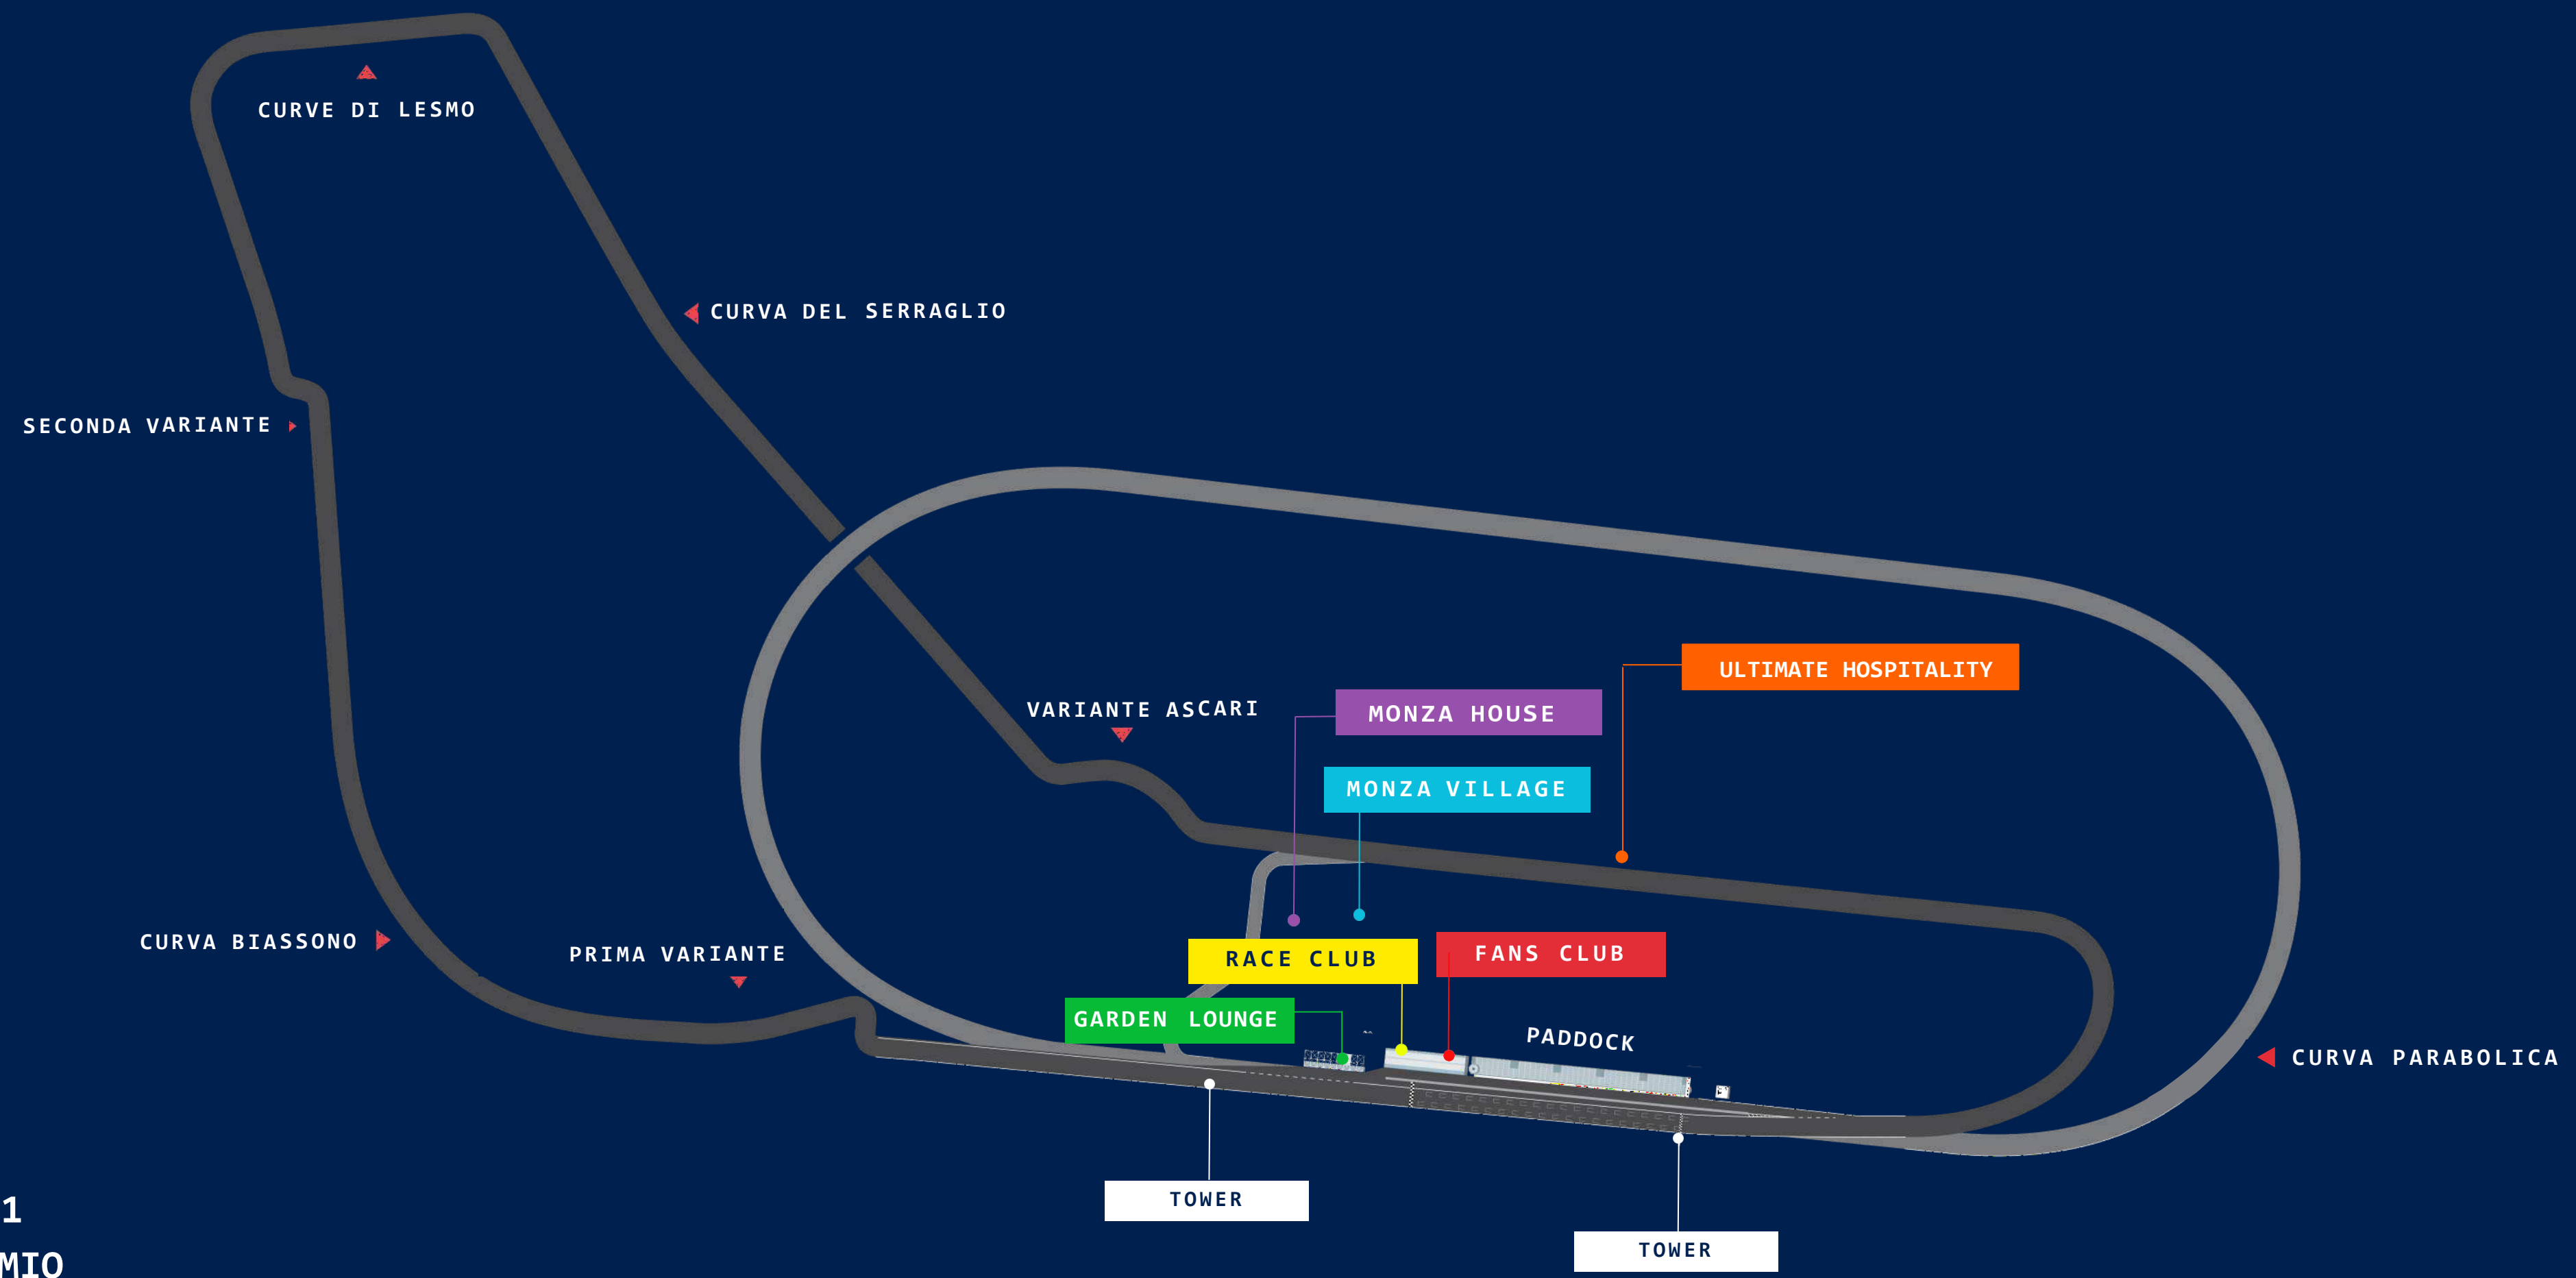 CURVE DI LESMO
CURVA DEL SERRAGLIO
SECONDA VARIANTE
ULTIMATE HOSPITALITY
VARIANTE ASCARI
MONZA HOUSE
MONZA VILLAGE
CURVA BIASSONO
PRIMA VARIANTE
RACE CLUB
FANS CLUB
GARDEN LOUNGE
PADDOCK
CURVA PARABOLICA
TOWER
TOWER
1
MIO